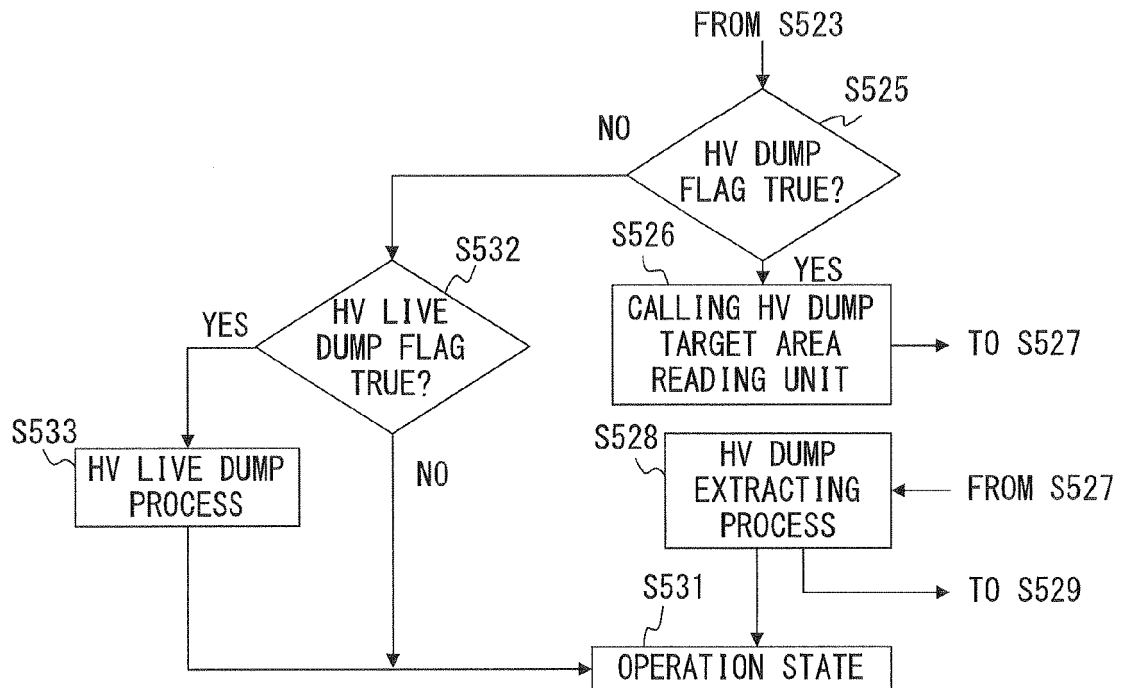 FROM S523
S525
NO
HV DUMP
FLAG TRUE?
S526
YES
CALLING HV DUMP
TARGET AREA
READING UNIT
TO S527
S532
YES
HV LIVE
DUMP FLAG
TRUE?
NO
S533
HV LIVE DUMP
PROCESS
S528
HV DUMP
EXTRACTING
PROCESS
FROM S527
TO S529
S531
OPERATION STATE